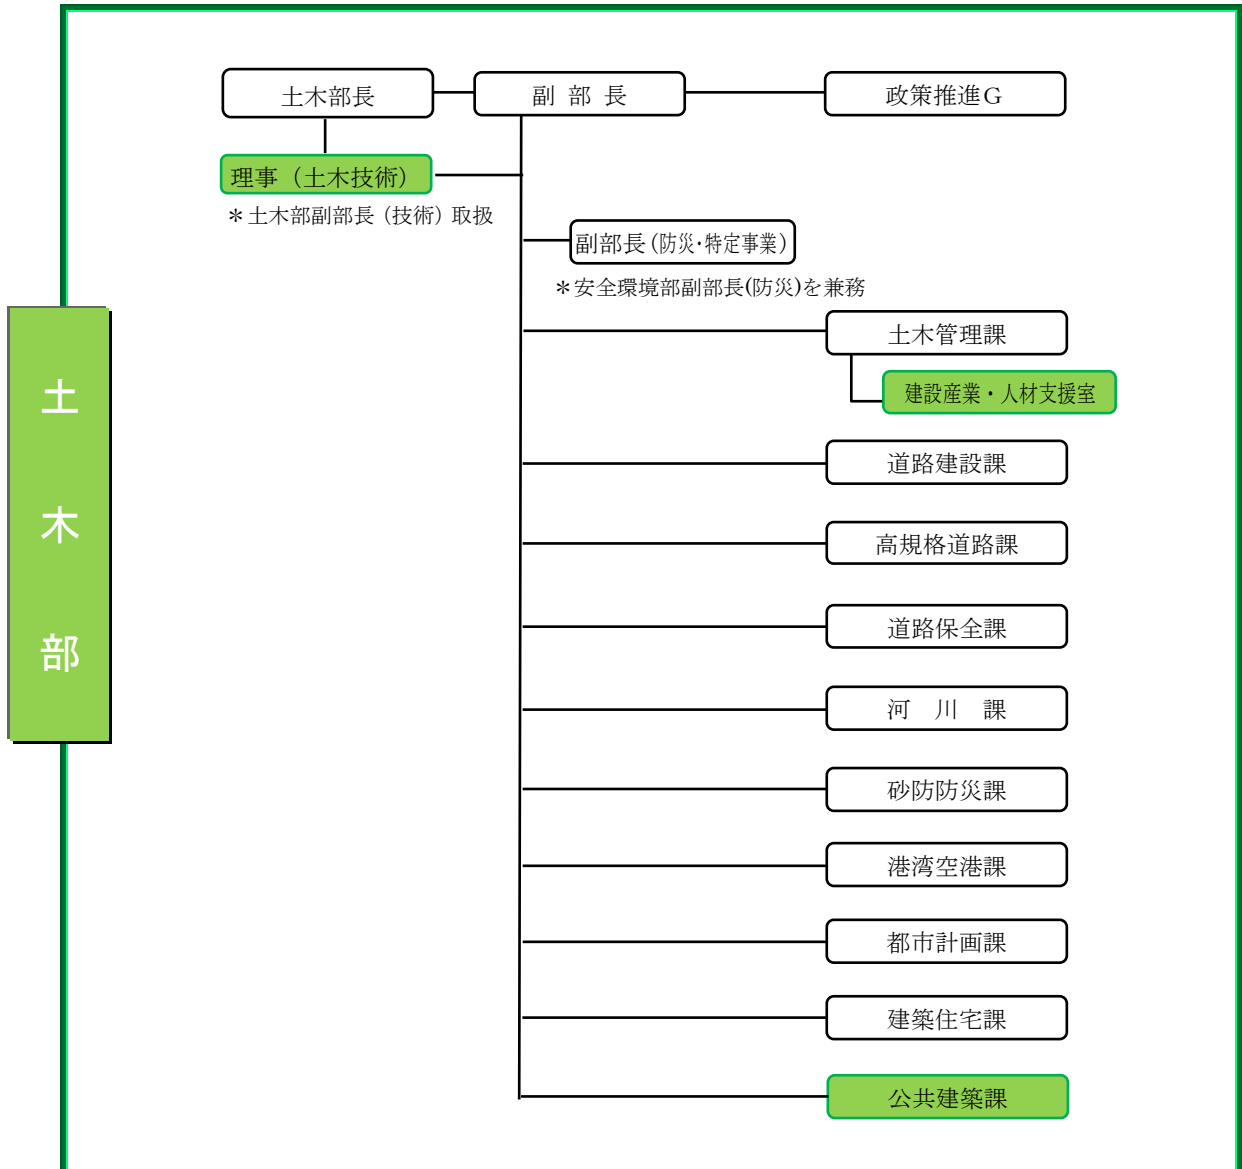 土木部
土木部長
副 部 長
政策推進G
理事（土木技術）
＊土木部副部長（技術）取扱
副部長(防災・特定事業)
＊安全環境部副部長(防災)を兼務
土木管理課
建設産業・人材支援室
道路建設課
高規格道路課
道路保全課
河　川　課
砂防防災課
港湾空港課
都市計画課
建築住宅課
公共建築課